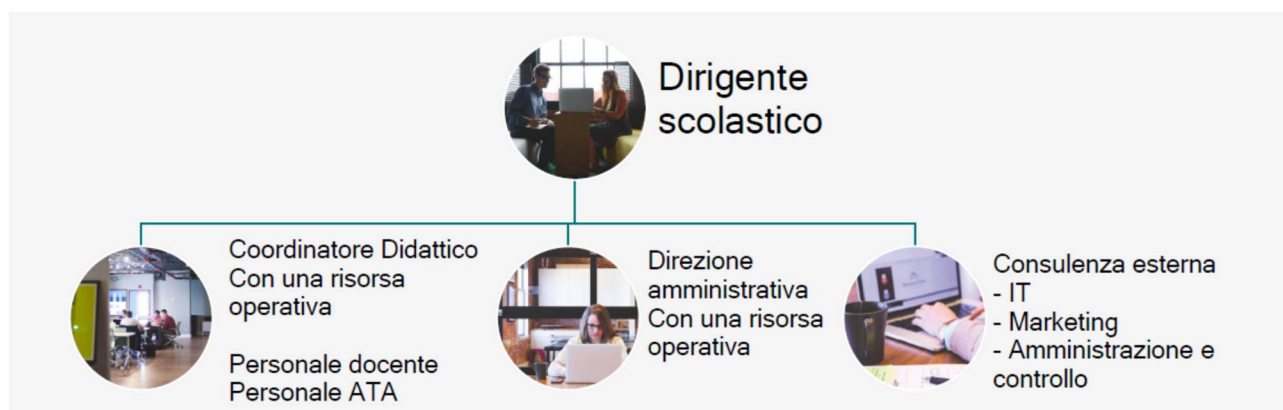 Dirigente
scolastico
Coordinatore Didattico
Con una risorsa
operativa
Personale docente
Personale ATA
Direzione
amministrativa
Con una risorsa
operativa
Consulenza esterna
- IT
- Marketing
- Amministrazione e
controllo